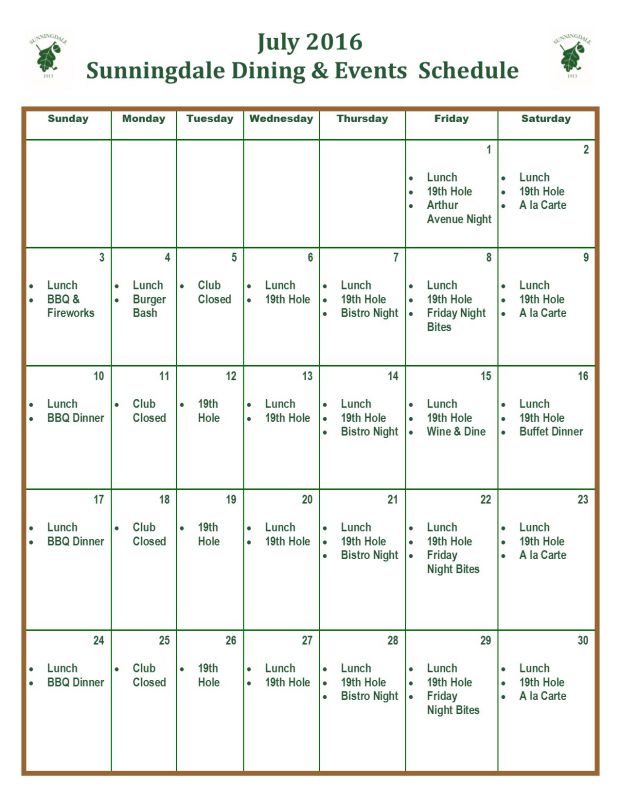 SUNNINGDALE
1913
July 2016
Sunningdale Dining & Events Schedule
SUNNINGDALE
1913
Sunday Monday Tuesday Wednesday Thursday Friday Saturday
1
• Lunch
• 19th Hole
• Arthur
Avenue Night
2
• Lunch
• 19th Hole
• A la Carte
3
• Lunch
• BBQ &
Fireworks
4
• Lunch
• Burger
Bash
5
• Club
Closed
6
• Lunch
• 19th Hole
7
• Lunch
• 19th Hole
• Bistro Night
8
• Lunch
• 19th Hole
• Friday Night
Bites
9
• Lunch
• 19th Hole
• A la Carte
10
• Lunch
• BBQ Dinner
11
• Club
Closed
12
• 19th
Hole
13
• Lunch
• 19th Hole
14
• Lunch
• 19th Hole
• Bistro Night
15
• Lunch
• 19th Hole
• Wine & Dine
16
• Lunch
• 19th Hole
• Buffet Dinner
17
• Lunch
• BBQ Dinner
18
• Club
Closed
19
• 19th
Hole
20
• Lunch
• 19th Hole
21
• Lunch
• 19th Hole
• Bistro Night
22
• Lunch
• 19th Hole
• Friday
Night Bites
23
• Lunch
• 19th Hole
• A la Carte
24
• Lunch
• BBQ Dinner
25
• Club
Closed
26
• 19th
Hole
27
• Lunch
• 19th Hole
28
• Lunch
• 19th Hole
• Bistro Night
29
• Lunch
• 19th Hole
• Friday
Night Bites
30
• Lunch
• 19th Hole
• A la Carte